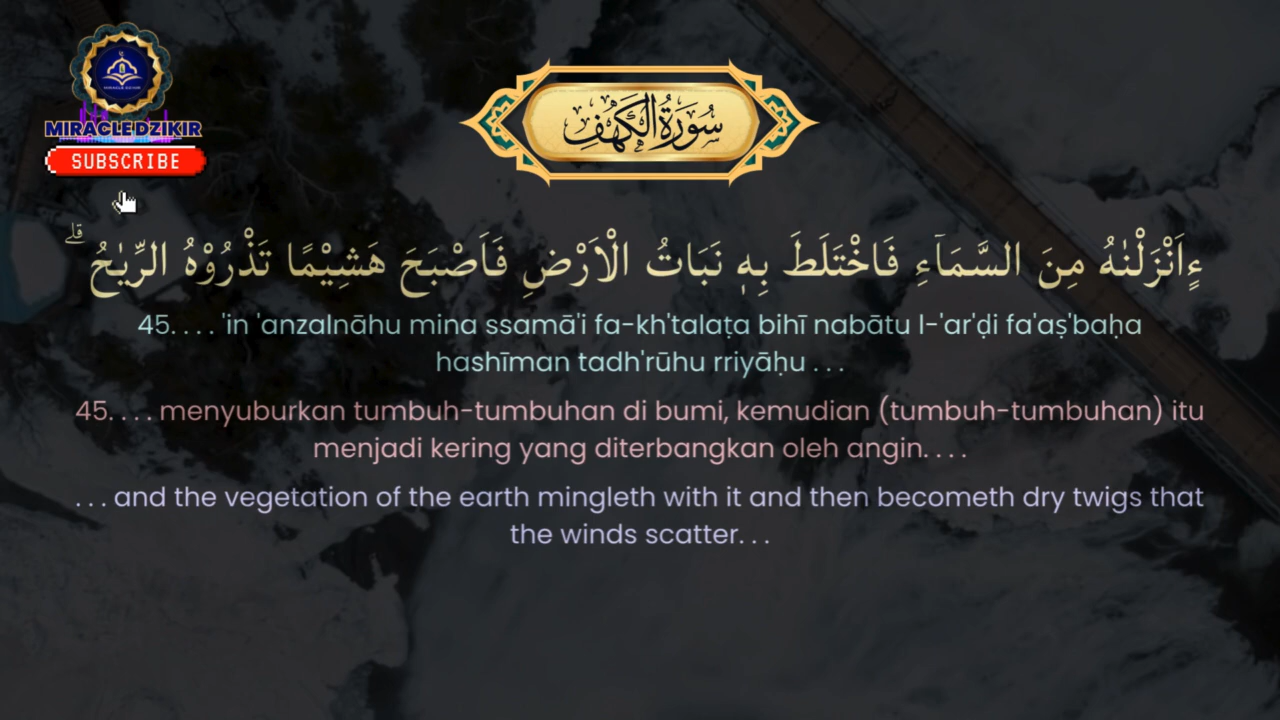 MIRACLE DZIKIR
MIRACLEDZIKIR
SUBSCRIBE
سُورَةُ الْكَهْفِ
ءٍاَنْزَلْنٰهُ مِنَ السَّمَاۤءِ فَاخْتَلَطَ بِهٖ نَبَاتُ الْاَرْضِ فَاَصْبَحَ هَشِيْمًا تَذْرُوْهُ الرِّيٰحُ ۗ
45. . . . 'in 'anzalnāhu mina ssamā'i fa-kh'talaṭa bihī nabātu l-'ar'ḍi fa'aṣ'baḥa
hashīman tadh'rūhu rriyāḥu . . .
45. . . . menyuburkan tumbuh-tumbuhan di bumi, kemudian (tumbuh-tumbuhan) itu
menjadi kering yang diterbangkan oleh angin. . . .
. . . and the vegetation of the earth mingleth with it and then becometh dry twigs that
the winds scatter. . .